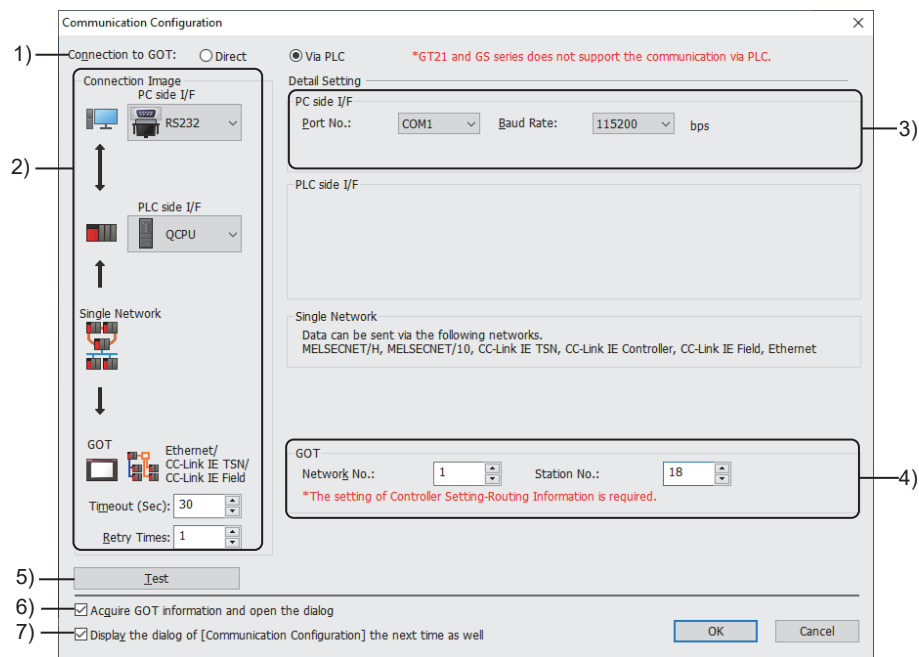 Communication Configuration
1) Connection to GOT: Direct Via PLC *GT21 and GS series does not support the communication via PLC.
2)
Connection Image
PC side I/F
RS232
PLC side I/F
QCPU
Single Network
GOT
Ethernet/
CC-Link IE TSN/
CC-Link IE Field
Timeout (Sec): 30
Retry Times: 1
Detail Setting
PC side I/F
Port No.: COM1 Baud Rate: 115200 bps
3)
PLC side I/F
Single Network
Data can be sent via the following networks.
MELSECNET/H, MELSECNET/10, CC-Link IE TSN, CC-Link IE Controller, CC-Link IE Field, Ethernet
GOT
Network No.: 1 Station No.: 18
4)
*The setting of Controller Setting-Routing Information is required.
5) Test
6) Acquire GOT information and open the dialog
7) Display the dialog of [Communication Configuration] the next time as well
OK Cancel